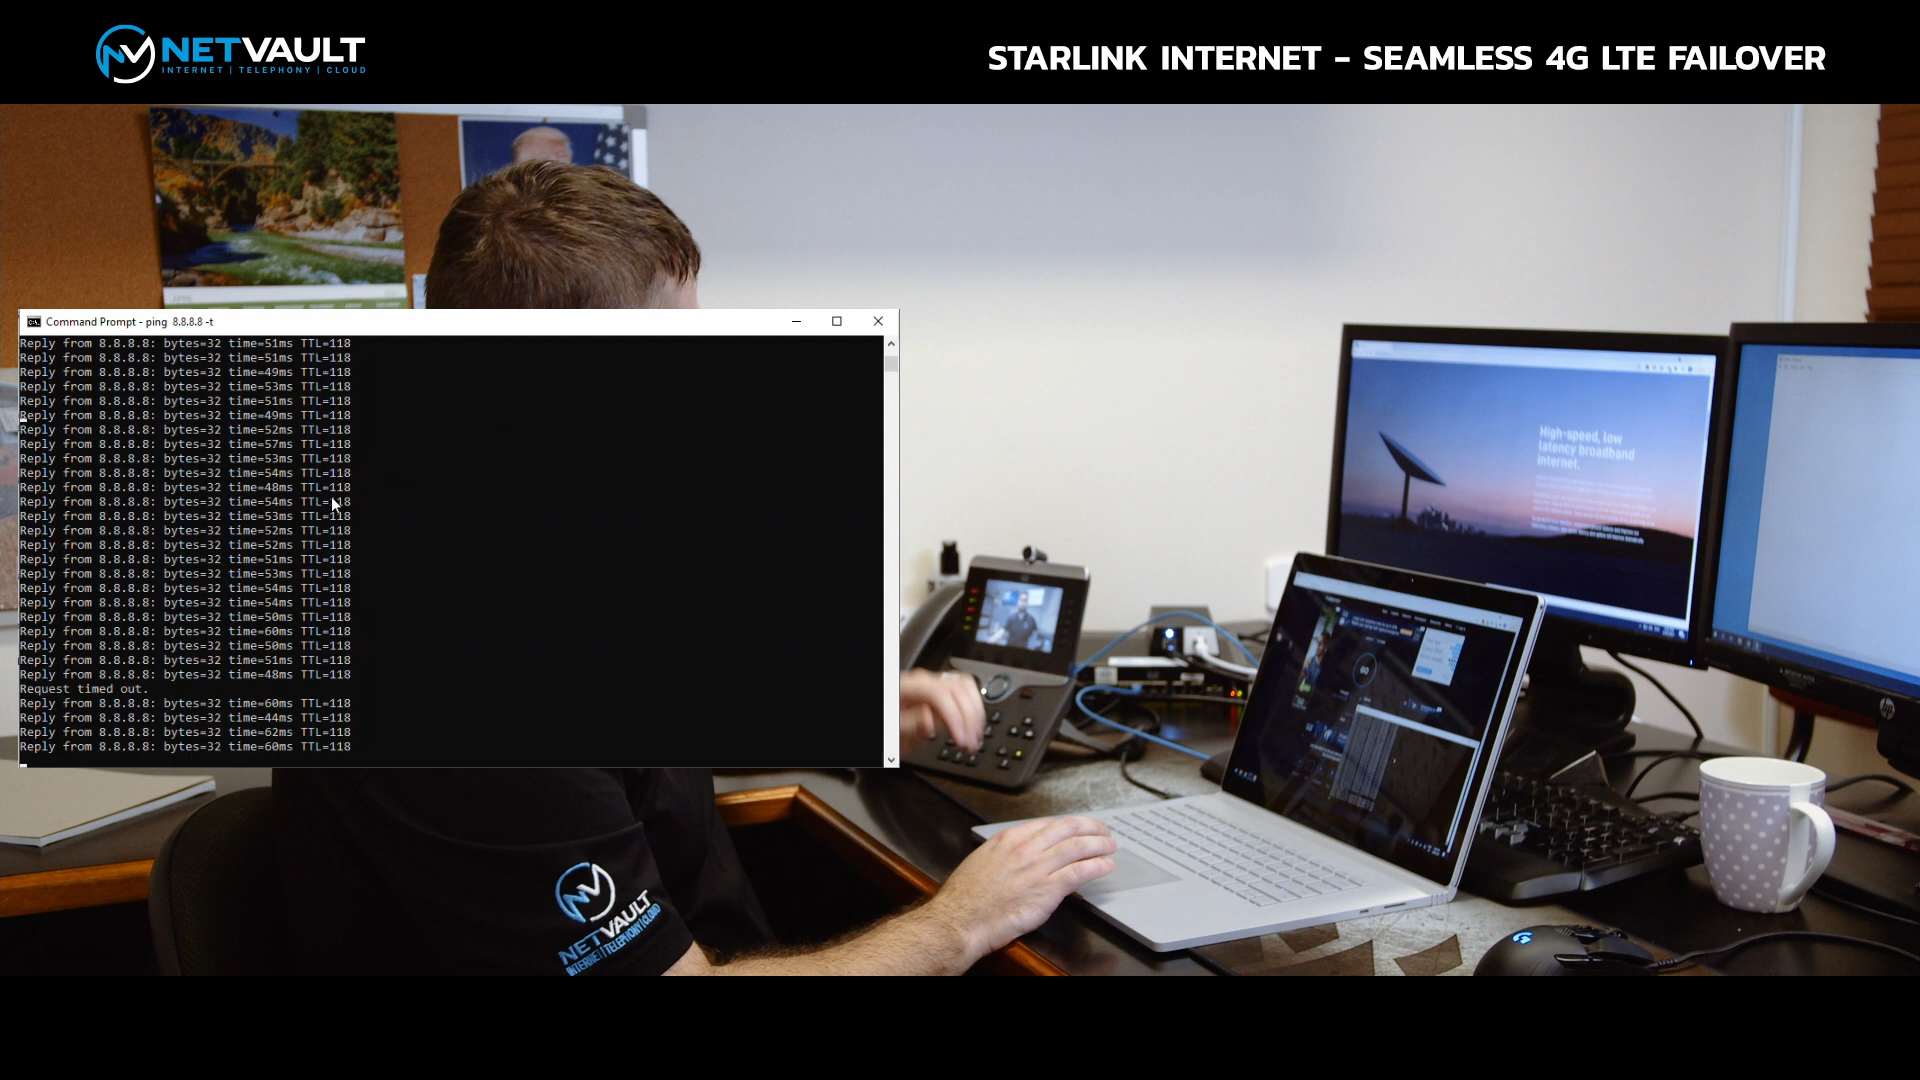 NETVAULT
INTERNET | TELEPHONY | CLOUD
STARLINK INTERNET – SEAMLESS 4G LTE FAILOVER
APRIL
Command Prompt - ping 8.8.8.8 -t
Reply from 8.8.8.8: bytes=32 time=51ms TTL=118
Reply from 8.8.8.8: bytes=32 time=51ms TTL=118
Reply from 8.8.8.8: bytes=32 time=49ms TTL=118
Reply from 8.8.8.8: bytes=32 time=53ms TTL=118
Reply from 8.8.8.8: bytes=32 time=51ms TTL=118
Reply from 8.8.8.8: bytes=32 time=49ms TTL=118
Reply from 8.8.8.8: bytes=32 time=52ms TTL=118
Reply from 8.8.8.8: bytes=32 time=57ms TTL=118
Reply from 8.8.8.8: bytes=32 time=53ms TTL=118
Reply from 8.8.8.8: bytes=32 time=54ms TTL=118
Reply from 8.8.8.8: bytes=32 time=48ms TTL=118
Reply from 8.8.8.8: bytes=32 time=54ms TTL=118
Reply from 8.8.8.8: bytes=32 time=53ms TTL=118
Reply from 8.8.8.8: bytes=32 time=52ms TTL=118
Reply from 8.8.8.8: bytes=32 time=52ms TTL=118
Reply from 8.8.8.8: bytes=32 time=51ms TTL=118
Reply from 8.8.8.8: bytes=32 time=53ms TTL=118
Reply from 8.8.8.8: bytes=32 time=54ms TTL=118
Reply from 8.8.8.8: bytes=32 time=54ms TTL=118
Reply from 8.8.8.8: bytes=32 time=50ms TTL=118
Reply from 8.8.8.8: bytes=32 time=60ms TTL=118
Reply from 8.8.8.8: bytes=32 time=50ms TTL=118
Reply from 8.8.8.8: bytes=32 time=51ms TTL=118
Reply from 8.8.8.8: bytes=32 time=48ms TTL=118
Request timed out.
Reply from 8.8.8.8: bytes=32 time=60ms TTL=118
Reply from 8.8.8.8: bytes=32 time=44ms TTL=118
Reply from 8.8.8.8: bytes=32 time=62ms TTL=118
Reply from 8.8.8.8: bytes=32 time=60ms TTL=118
High-speed, low
latency broadband
internet.
GO
hp
NETVAULT
INTERNET | TELEPHONY | CLOUD